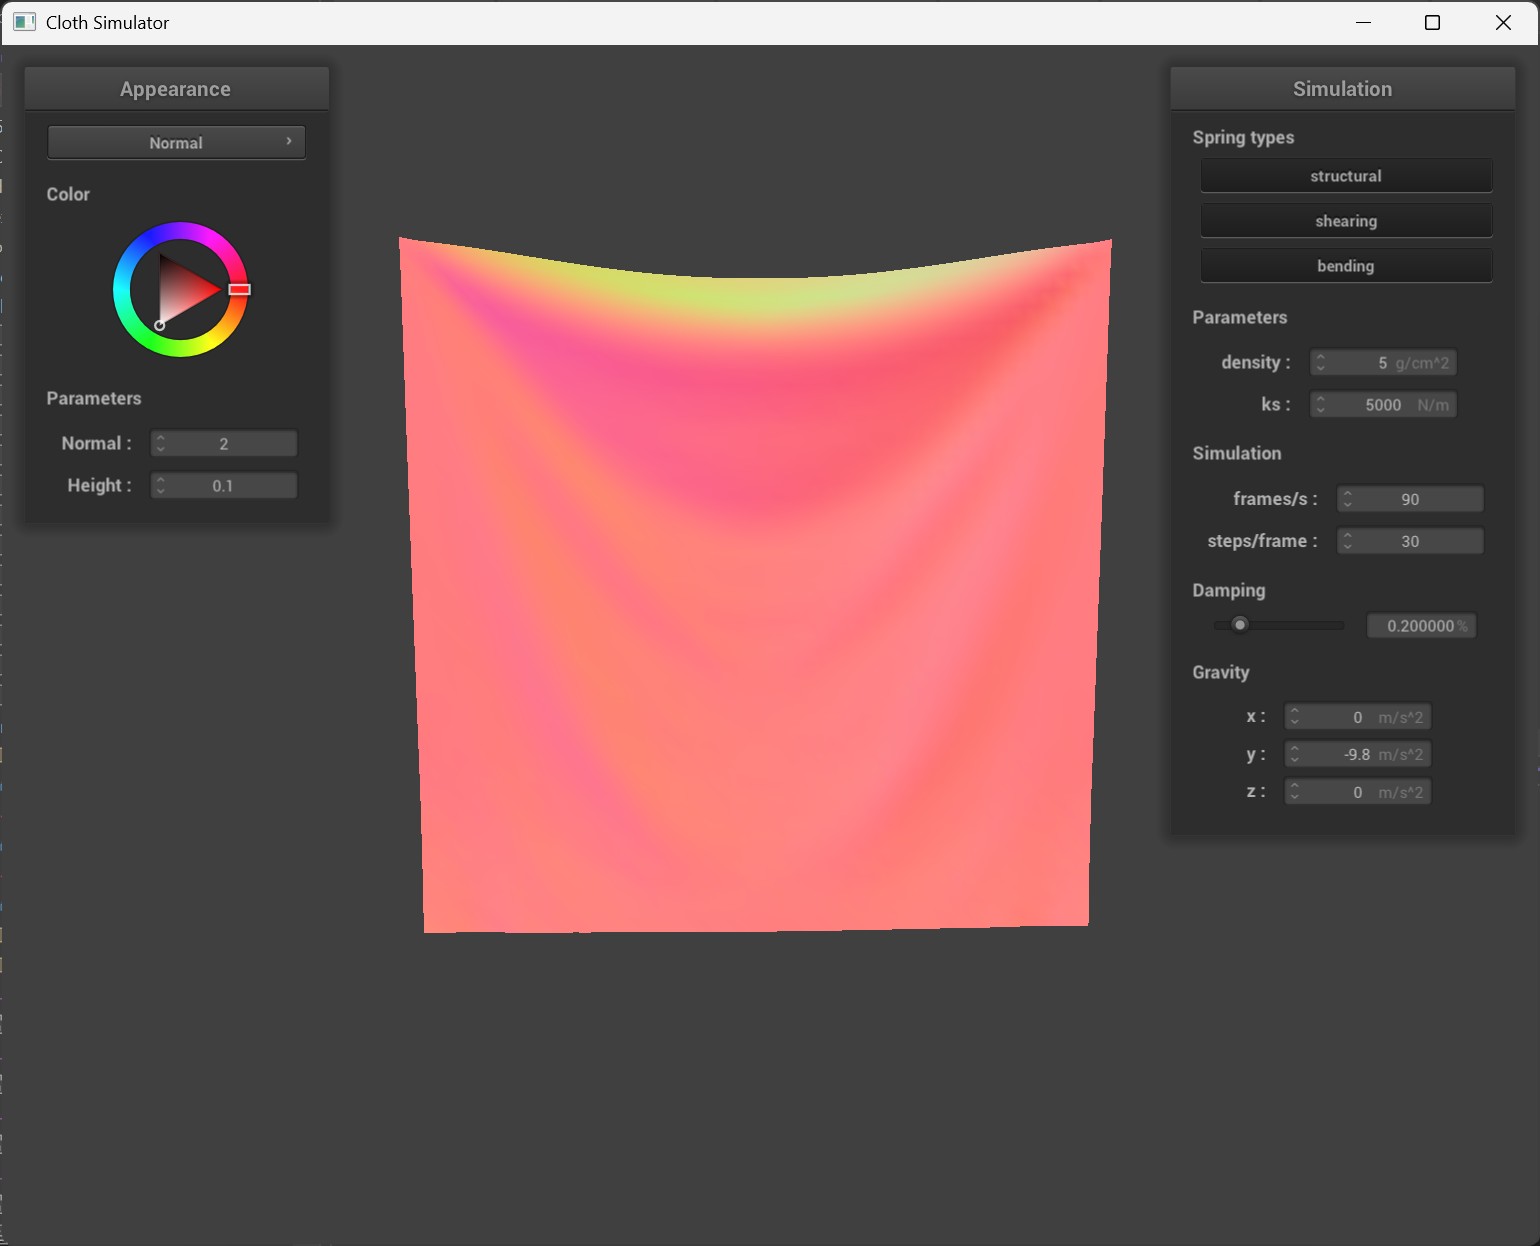 Cloth Simulator
Appearance
Normal
Color
Parameters
Normal : 2
Height : 0.1
Simulation
Spring types
structural
shearing
bending
Parameters
density : 5 g/cm^2
ks : 5000 N/m
Simulation
frames/s : 90
steps/frame : 30
Damping
0.200000 %
Gravity
x : 0 m/s^2
y : -9.8 m/s^2
z : 0 m/s^2